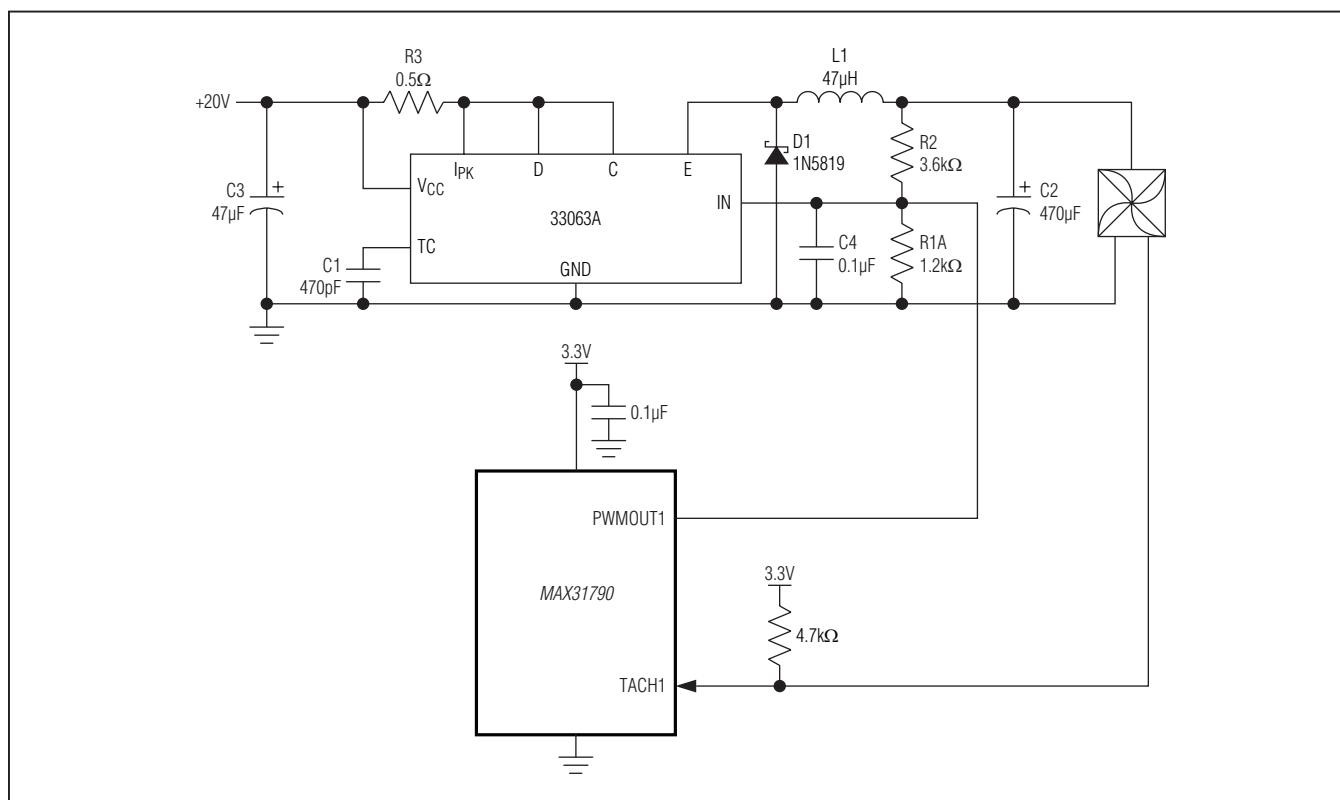 R3
0.5Ω
L1
47µH
+20V
D1
1N5819
R2
3.6kΩ
IPK
D
C
E
C3
47µF
+
VCC
IN
C2
470µF
+
33063A
TC
C4
0.1µF
R1A
1.2kΩ
C1
470pF
GND
3.3V
0.1µF
PWMOUT1
MAX31790
3.3V
4.7kΩ
TACH1